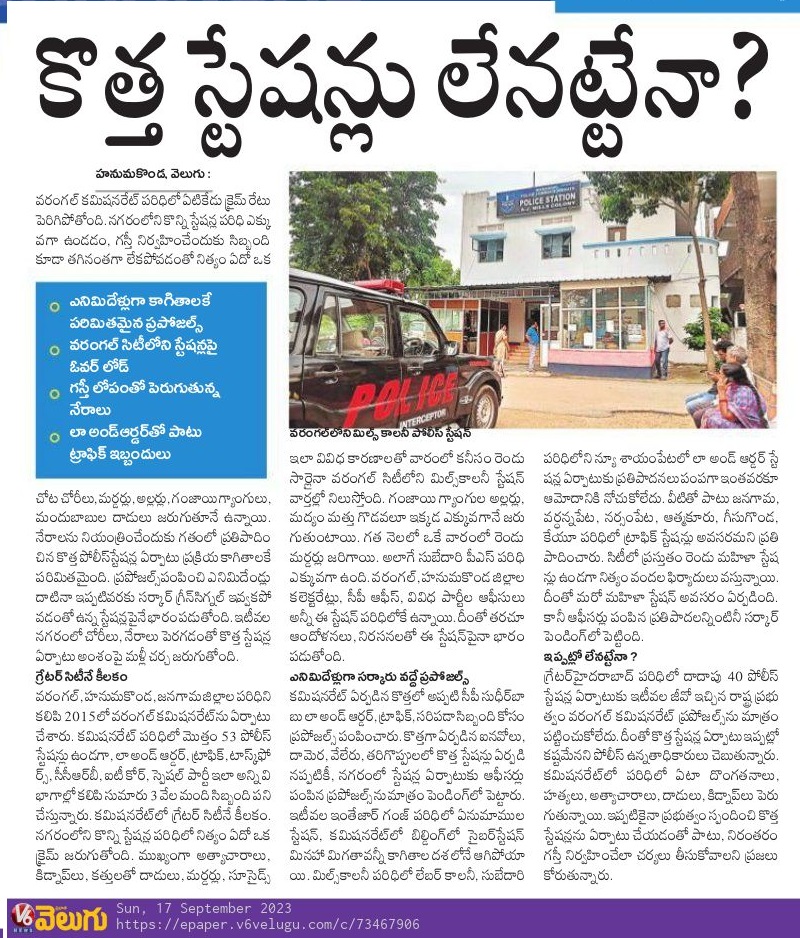 కొత్త స్టేషన్లు లేనట్టేనా?
హనుమకొండ, వెలుగు :
వరంగల్ కమిషనరేట్ పరిధిలో ఏటికేడు క్రైమ్ రేటు
పెరిగిపోతోంది. నగరంలోని కొన్ని స్టేషన్ల పరిధి ఎక్కు
వగా ఉండడం, గస్తీ నిర్వహించేందుకు సిబ్బంది
కూడా తగినంతగా లేకపోవడంతో నిత్యం ఏదో ఒక
ఎనిమిదేళ్లుగా కాగితాలకే
పరిమితమైన ప్రపోజల్స్
వరంగల్ సిటీలోని స్టేషన్లపై
ఓవర్ లోడ్
గస్తీ లోపంతో పెరుగుతున్న
నేరాలు
లా అండ్ఆర్డర్‌తో పాటు
ట్రాఫిక్ ఇబ్బందులు
చోట చోరీలు, మర్డర్లు, అల్లర్లు, గంజాయి గ్యాంగులు,
మందుబాబుల దాడులు జరుగుతూనే ఉన్నాయి.
నేరాలను నియంత్రించేందుకు గతంలో ప్రతిపాదిం
చిన కొత్త పోలీస్‌స్టేషన్ల ఏర్పాటు ప్రక్రియ కాగితాలకే
పరిమితమైంది. ప్రపోజల్స్ పంపించి ఎనిమిదేండ్లు
దాటినా ఇప్పటివరకు సర్కార్ గ్రీన్‌సిగ్నల్ ఇవ్వకపో
వడంతో ఉన్న స్టేషన్లపైనే భారంపడుతోంది. ఇటీవల
నగరంలో చోరీలు, నేరాలు పెరగడంతో కొత్త స్టేషన్ల
ఏర్పాటు అంశంపై మళ్లీ చర్చ జరుగుతోంది.
గ్రేటర్ సిటీనే కీలకం
వరంగల్, హనుమకొండ, జనగామ జిల్లాల పరిధిని
కలిపి 2015లో వరంగల్ కమిషనరేట్‌ను ఏర్పాటు
చేశారు. కమిషనరేట్ పరిధిలో మొత్తం 53 పోలీస్
స్టేషన్లు ఉండగా, లా అండ్ ఆర్డర్, ట్రాఫిక్, టాస్క్‌ఫో
ర్స్, సీసీఆర్‌బీ, ఐటీ కోర్, స్పెషల్ పార్టీ ఇలా అన్ని వి
భాగాల్లో కలిపి సుమారు 3 వేల మంది సిబ్బంది పని
చేస్తున్నారు. కమిషనరేట్‌లో గ్రేటర్ సిటీనే కీలకం.
నగరంలోని కొన్ని స్టేషన్ల పరిధిలో నిత్యం ఏదో ఒక
క్రైమ్ జరుగుతోంది. ముఖ్యంగా అత్యాచారాలు,
కిడ్నాప్‌లు, కత్తులతో దాడులు, మర్డర్లు, సూసైడ్స్
WARANGAL
POLICE COMMISSIONERATE
POLICE STATION
A.J. MILLS COLONY
POLICE
INTERCEPTOR
వరంగల్‌లోని మిల్స్ కాలనీ పోలీస్ స్టేషన్
ఇలా వివిధ కారణాలతో వారంలో కనీసం రెండు
సార్లైనా వరంగల్ సిటీలోని మిల్స్‌కాలనీ స్టేషన్
వార్తల్లో నిలుస్తోంది. గంజాయి గ్యాంగుల అల్లర్లు,
మద్యం మత్తు గొడవలూ ఇక్కడ ఎక్కువగానే జరు
గుతుంటాయి. గత నెలలో ఒకే వారంలో రెండు
మర్డర్లు జరిగాయి. అలాగే సుబేదారి పీఎస్ పరిధి
ఎక్కువగా ఉంది. వరంగల్, హనుమకొండ జిల్లాల
కలెక్టరేట్లు, సీపీ ఆఫీస్, వివిధ పార్టీల ఆఫీసులు
అన్నీ ఈ స్టేషన్ పరిధిలోకే ఉన్నాయి. దీంతో తరచూ
ఆందోళనలు, నిరసనలతో ఈ స్టేషన్‌పైనా భారం
పడుతోంది.
ఎనిమిదేళ్లుగా సర్కారు వద్దే ప్రపోజల్స్
కమిషనరేట్ ఏర్పడిన కొత్తలో అప్పటి సీపీ సుధీర్‌బా
బు లా అండ్ ఆర్డర్, ట్రాఫిక్, సరిపడా సిబ్బంది కోసం
ప్రపోజల్స్ పంపించారు. కొత్తగా ఏర్పడిన ఐనవోలు,
దామెర, వేలేరు, తరిగొప్పులలో కొత్త స్టేషన్లు ఏర్పడి
నప్పటికీ, నగరంలో స్టేషన్ల ఏర్పాటుకు ఆఫీసర్లు
పంపిన ప్రపోజల్స్‌ను మాత్రం పెండింగ్‌లో పెట్టారు.
ఇటీవల ఇంతేజార్ గంజ్ పరిధిలో ఏనుమాముల
స్టేషన్, కమిషనరేట్‌లో బిల్డింగ్‌లో సైబర్‌స్టేషన్
మినహా మిగతావన్నీ కాగితాల దశలోనే ఆగిపోయా
యి. మిల్స్‌కాలనీ పరిధిలో లేబర్ కాలనీ, సుబేదారి
పరిధిలోని న్యూ శాయంపేటలో లా అండ్ ఆర్డర్ స్టే
షన్ల ఏర్పాటుకు ప్రతిపాదనలు పంపగా ఇంతవరకూ
ఆమోదానికి నోచుకోలేదు. వీటితో పాటు జనగామ,
వర్ధన్నపేట, నర్సంపేట, ఆత్మకూరు, గీసుగొండ,
కేయూ పరిధిలో ట్రాఫిక్ స్టేషన్లు అవసరమని ప్రతి
పాదించారు. సిటీలో ప్రస్తుతం రెండు మహిళా స్టేష
న్లు ఉండగా నిత్యం వందల ఫిర్యాదులు వస్తున్నాయి.
దీంతో మరో మహిళా స్టేషన్ అవసరం ఏర్పడింది.
కానీ ఆఫీసర్లు పంపిన ప్రతిపాదలన్నింటినీ సర్కార్
పెండింగ్‌లో పెట్టింది.
ఇప్పట్లో లేనట్టేనా ?
గ్రేటర్‌హైదరాబాద్ పరిధిలో దాదాపు 40 పోలీస్
స్టేషన్ల ఏర్పాటుకు ఇటీవల జీవో ఇచ్చిన రాష్ట్ర ప్రభు
త్వం వరంగల్ కమిషనరేట్ ప్రపోజల్స్‌ను మాత్రం
పట్టించుకోలేదు. దీంతో కొత్త స్టేషన్ల ఏర్పాటు ఇప్పట్లో
కష్టమేనని పోలీస్ ఉన్నతాధికారులు చెబుతున్నారు.
కమిషనరేట్‌లో పరిధిలో ఏటా దొంగతనాలు,
హత్యలు, అత్యాచారాలు, దాడులు, కిడ్నాప్‌లు పెరు
గుతున్నాయి. ఇప్పటికైనా ప్రభుత్వం స్పందించి కొత్త
స్టేషన్లను ఏర్పాటు చేయడంతో పాటు, నిరంతరం
గస్తీ నిర్వహించేలా చర్యలు తీసుకోవాలని ప్రజలు
కోరుతున్నారు.
V6 NEWS వెలుగు
Sun, 17 September 2023
https://epaper.v6velugu.com/c/73467906